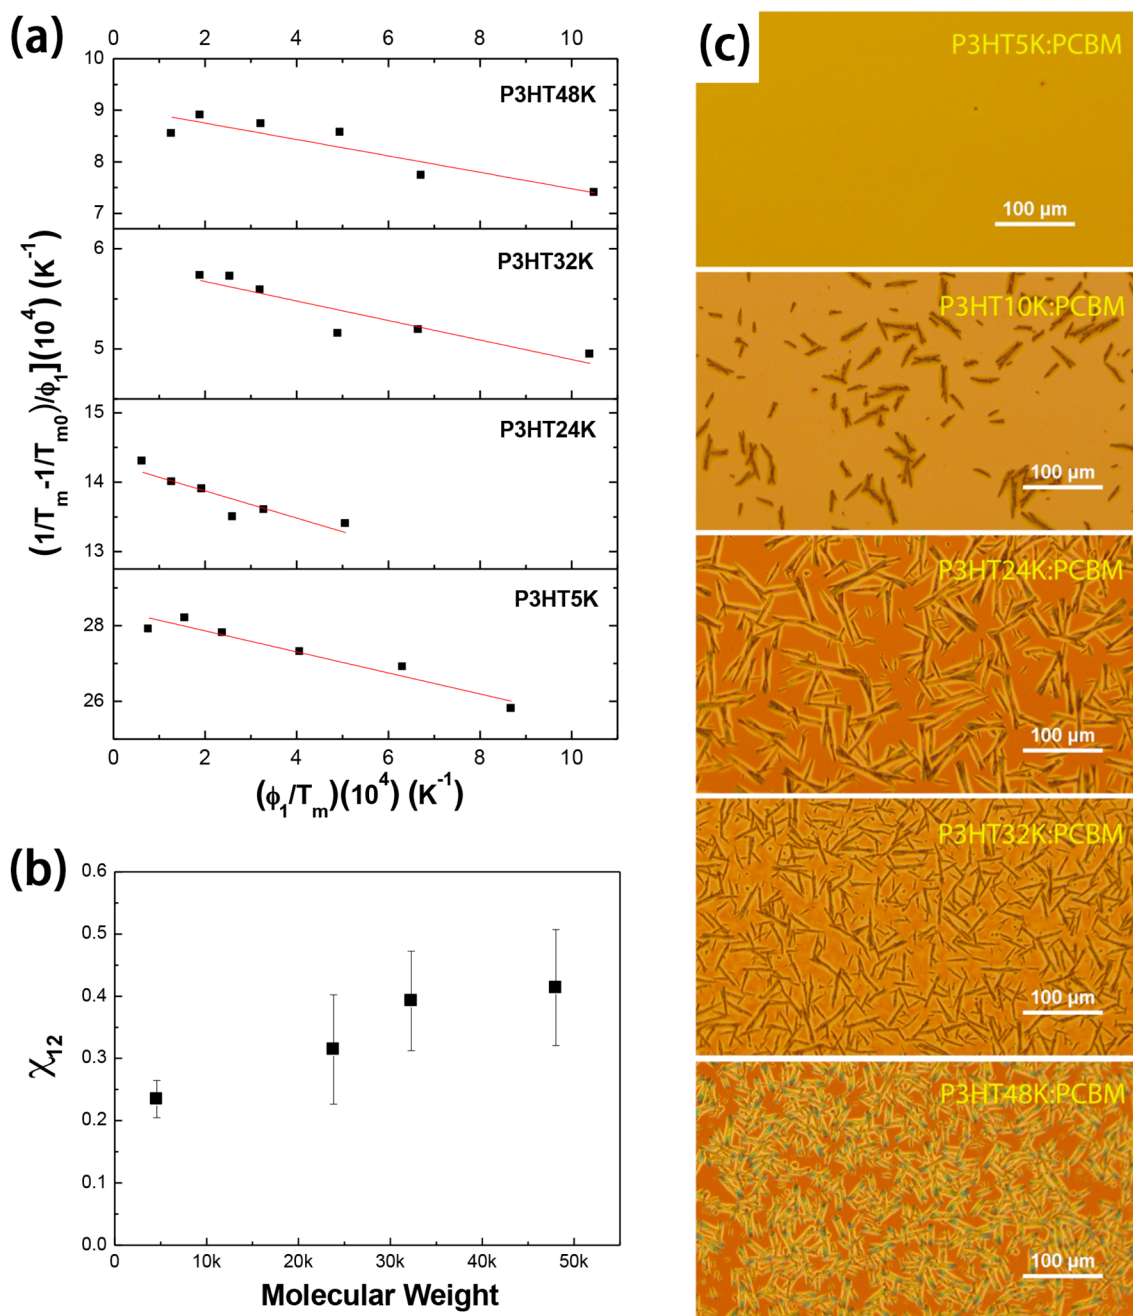 (a)
0 2 4 6 8 10
10
9
8
7
P3HT48K
6
5
P3HT32K
15
14
13
P3HT24K
28
26
P3HT5K
(1/Tm-1/Tm0)/ϕ1](10^4) (K^-1)
0 2 4 6 8 10
(ϕ1/Tm)(10^4) (K^-1)
(b)
0.6
0.5
0.4
0.3
0.2
0.1
0.0
χ12
0 10k 20k 30k 40k 50k
Molecular Weight
(c)
P3HT5K:PCBM
100 µm
P3HT10K:PCBM
100 µm
P3HT24K:PCBM
100 µm
P3HT32K:PCBM
100 µm
P3HT48K:PCBM
100 µm